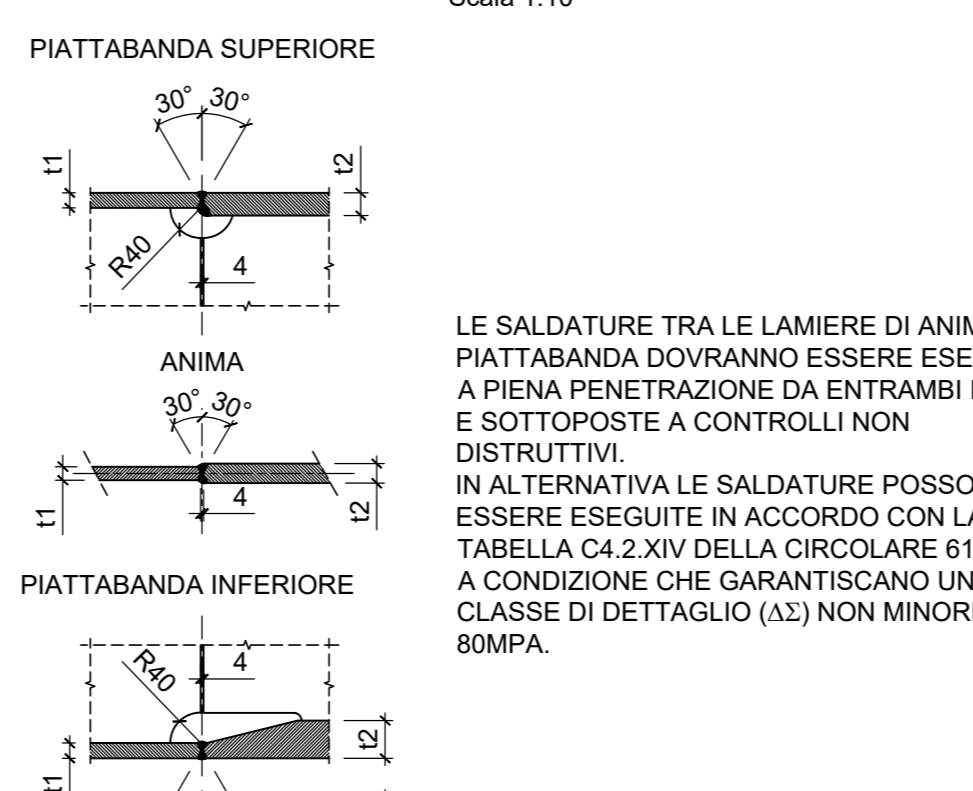 Scala 1:10
PIATTABANDA SUPERIORE
30° 30°
t1
t2
R40
4
ANIMA
30° 30°
t1
4
t2
PIATTABANDA INFERIORE
R40
4
t2
t1
LE SALDATURE TRA LE LAMIERE DI ANIM
PIATTABANDA DOVRANNO ESSERE ESE
A PIENA PENETRAZIONE DA ENTRAMBI
E SOTTOPOSTE A CONTROLLI NON
DISTRUTTIVI.
IN ALTERNATIVA LE SALDATURE POSSO
ESSERE ESEGUITE IN ACCORDO CON LA
TABELLA C4.2.XIV DELLA CIRCOLARE 61
A CONDIZIONE CHE GARANTISCANO UN
CLASSE DI DETTAGLIO (ΔΣ) NON MINOR
80MPA.